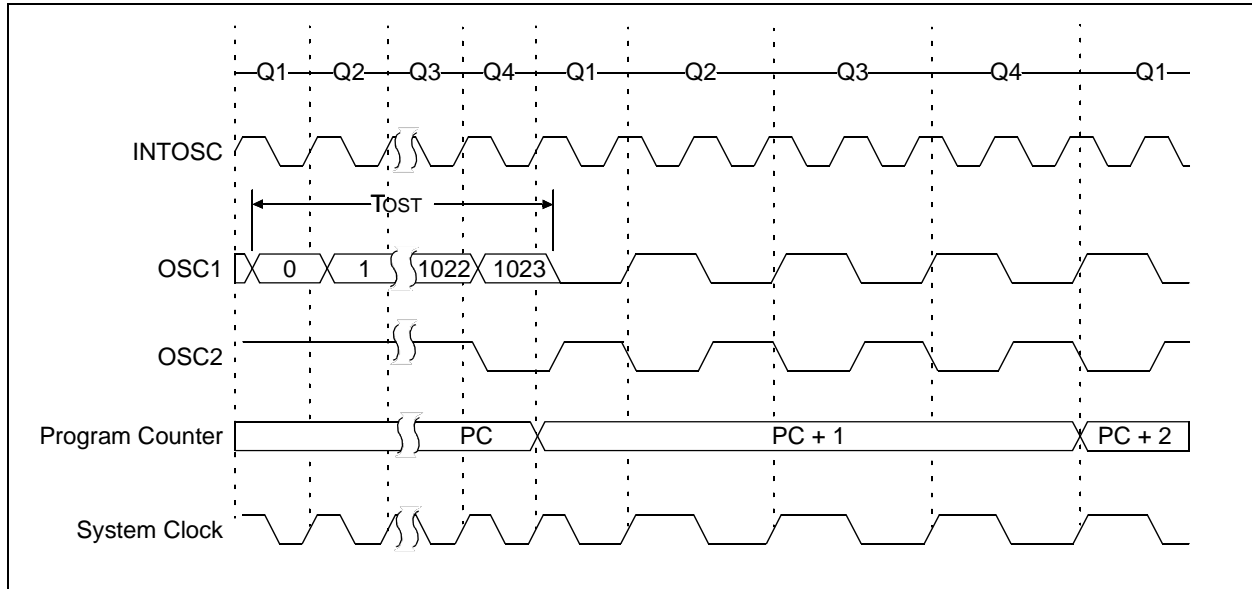 Q1 Q2 Q3 Q4 Q1 Q2 Q3 Q4 Q1
INTOSC
TOST
OSC1 0 1 1022 1023
OSC2
Program Counter PC PC + 1 PC + 2
System Clock